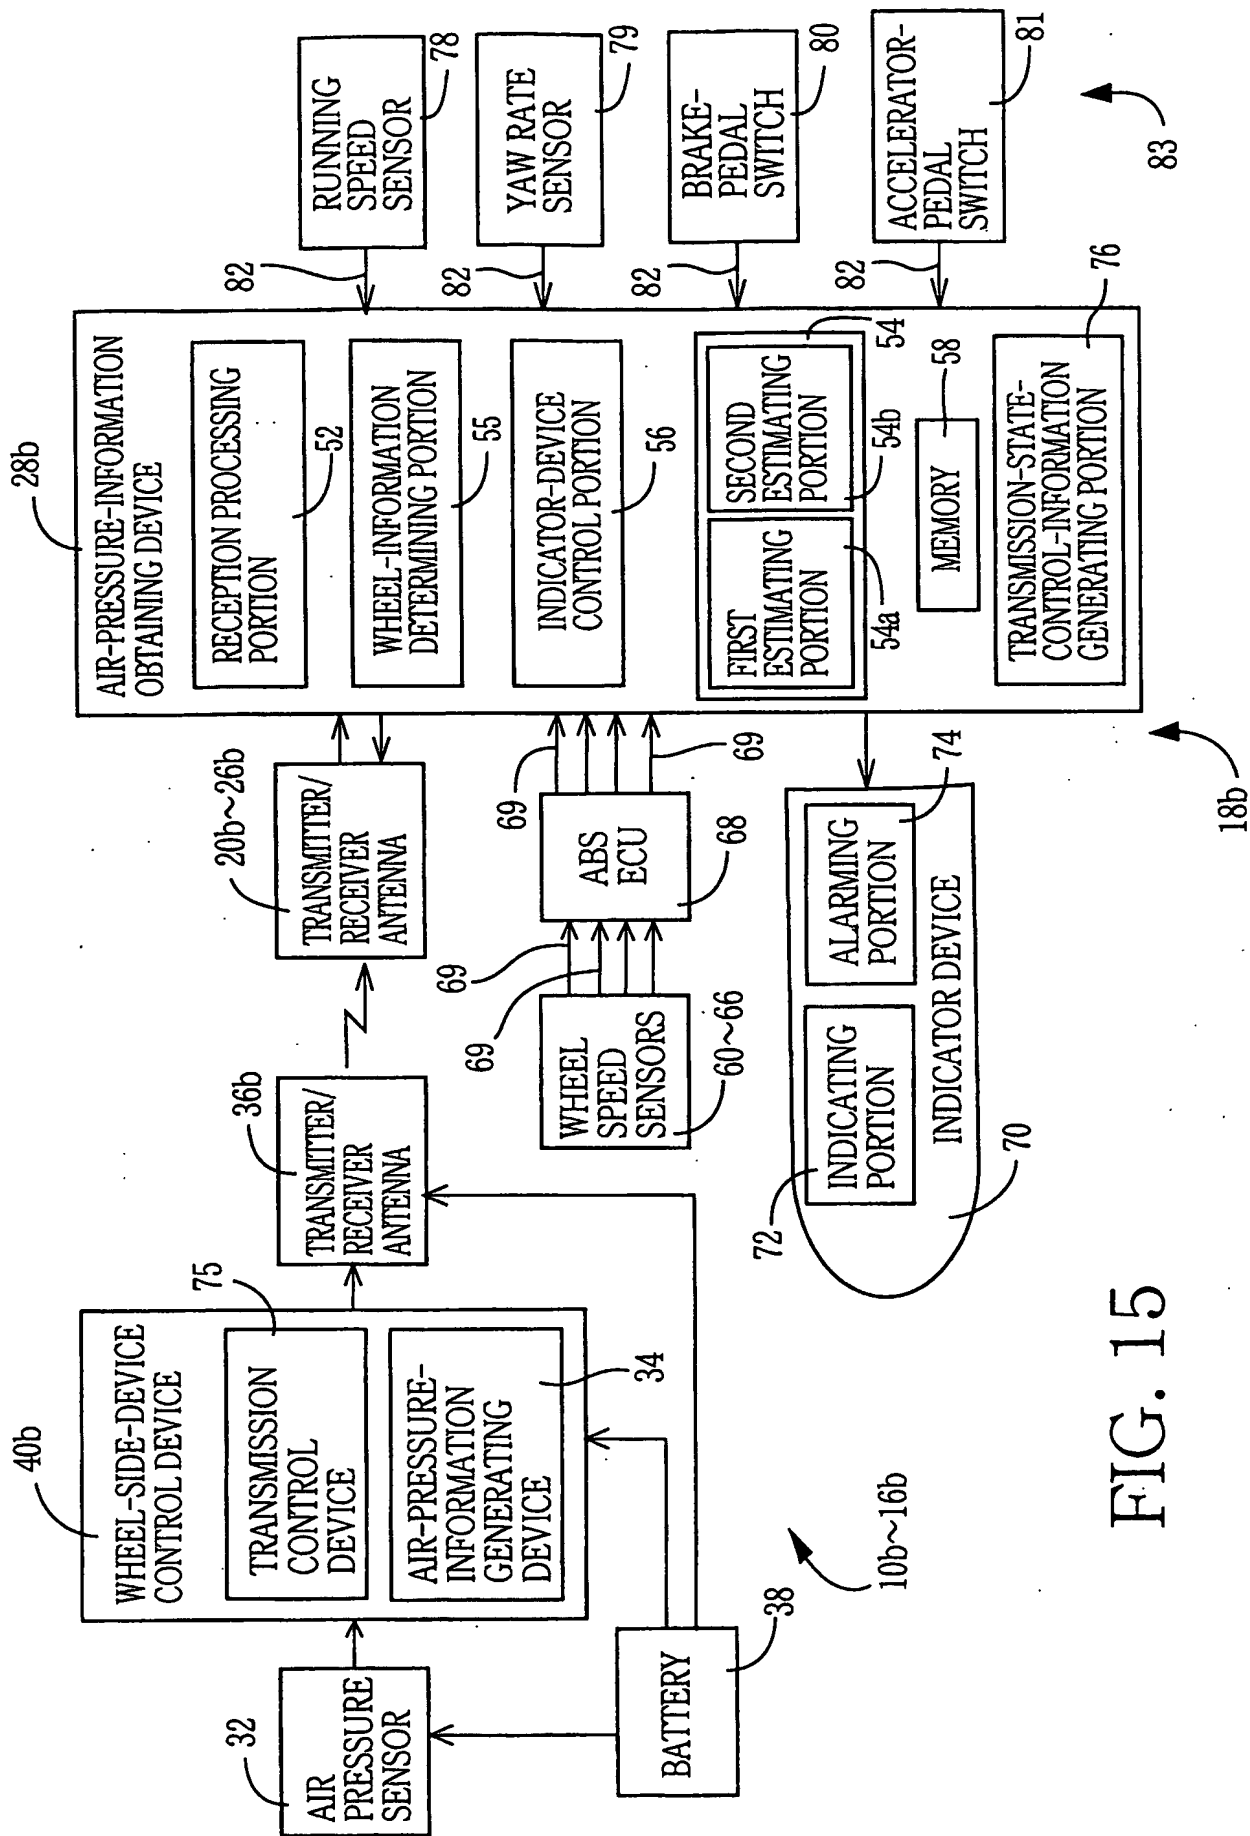 40b
WHEEL-SIDE-DEVICE
CONTROL DEVICE
75
TRANSMISSION
CONTROL
DEVICE
AIR-PRESSURE-
INFORMATION
GENERATING
DEVICE
34
32
AIR
PRESSURE
SENSOR
BATTERY
38
10b~16b
36b
TRANSMITTER/
RECEIVER
ANTENNA
20b~26b
TRANSMITTER/
RECEIVER
ANTENNA
WHEEL
SPEED
SENSORS
60~66
69
69
ABS
ECU
68
69
69
72
INDICATING
PORTION
ALARMING
PORTION
74
INDICATOR DEVICE
70
18b
28b
AIR-PRESSURE-INFORMATION
OBTAINING DEVICE
RECEPTION PROCESSING
PORTION
52
WHEEL-INFORMATION
DETERMINING PORTION
55
INDICATOR-DEVICE
CONTROL PORTION
56
FIRST
ESTIMATING
PORTION
54a
SECOND
ESTIMATING
PORTION
54b
54
MEMORY
58
TRANSMISSION-STATE-
CONTROL-INFORMATION
GENERATING PORTION
76
82
RUNNING
SPEED
SENSOR
78
82
YAW RATE
SENSOR
79
82
BRAKE-
PEDAL
SWITCH
80
82
ACCELERATOR-
PEDAL
SWITCH
81
83
FIG. 15